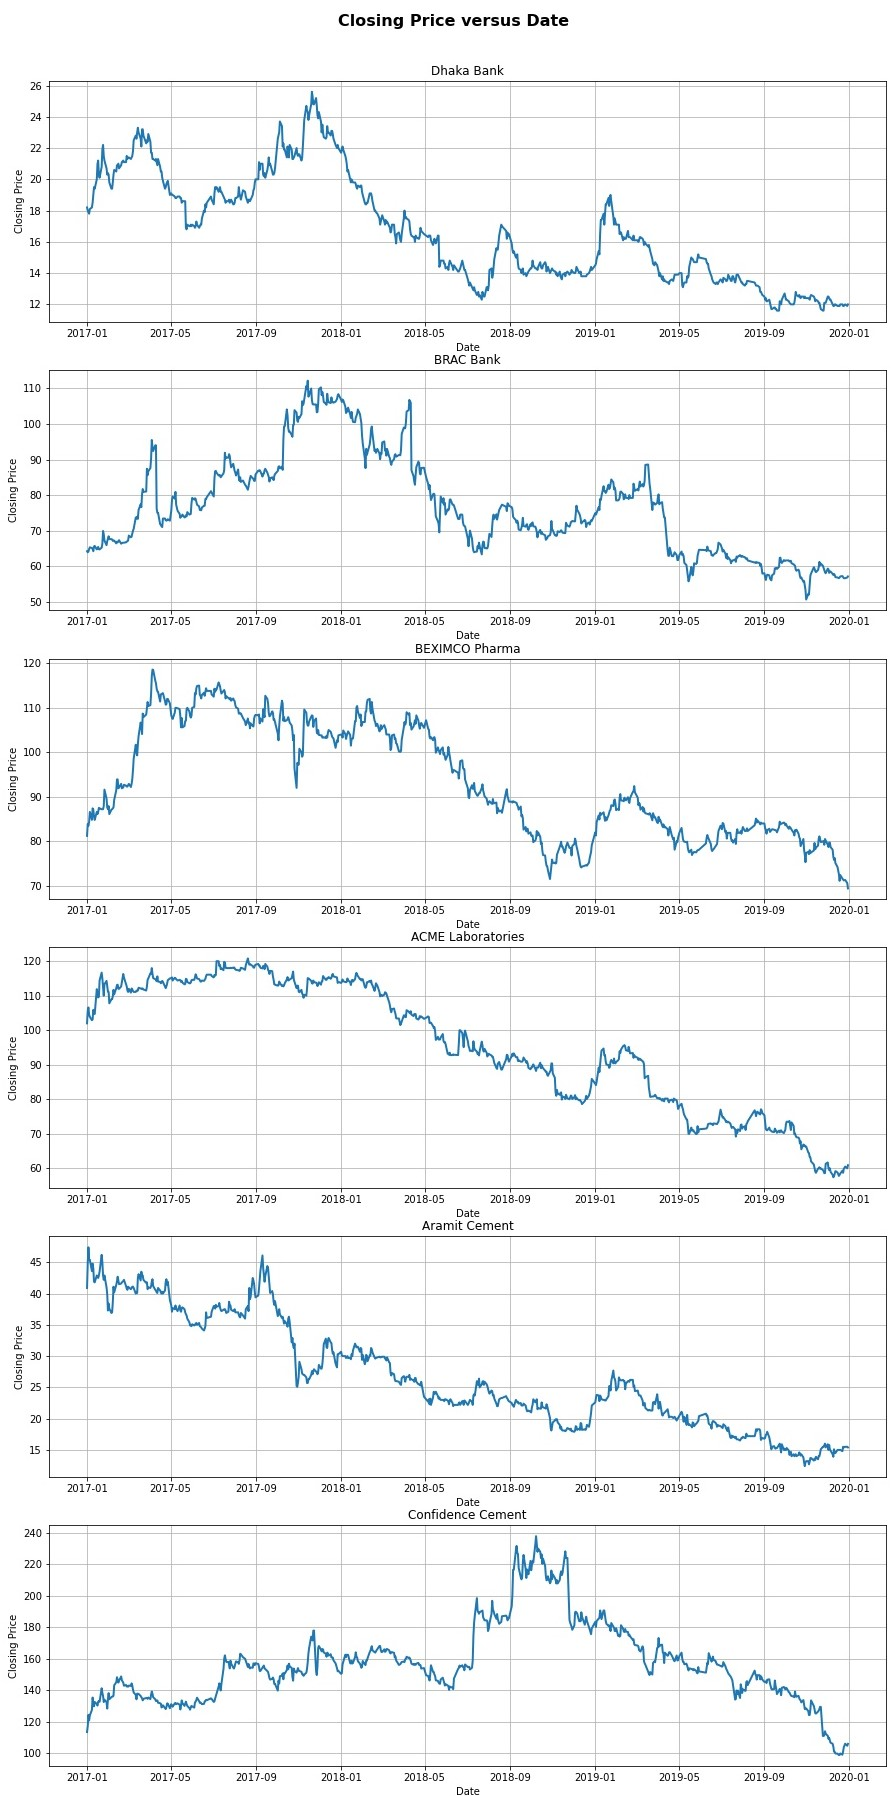 Closing Price versus Date
Dhaka Bank
26
24
22
20
18
16
14
12
Closing Price
2017-01 2017-05 2017-09 2018-01 2018-05 2018-09 2019-01 2019-05 2019-09 2020-01
Date
BRAC Bank
110
100
90
80
70
60
50
Closing Price
2017-01 2017-05 2017-09 2018-01 2018-05 2018-09 2019-01 2019-05 2019-09 2020-01
Date
BEXIMCO Pharma
120
110
100
90
80
70
Closing Price
2017-01 2017-05 2017-09 2018-01 2018-05 2018-09 2019-01 2019-05 2019-09 2020-01
Date
ACME Laboratories
120
110
100
90
80
70
60
Closing Price
2017-01 2017-05 2017-09 2018-01 2018-05 2018-09 2019-01 2019-05 2019-09 2020-01
Date
Aramit Cement
45
40
35
30
25
20
15
Closing Price
2017-01 2017-05 2017-09 2018-01 2018-05 2018-09 2019-01 2019-05 2019-09 2020-01
Date
Confidence Cement
240
220
200
180
160
140
120
100
Closing Price
2017-01 2017-05 2017-09 2018-01 2018-05 2018-09 2019-01 2019-05 2019-09 2020-01
Date